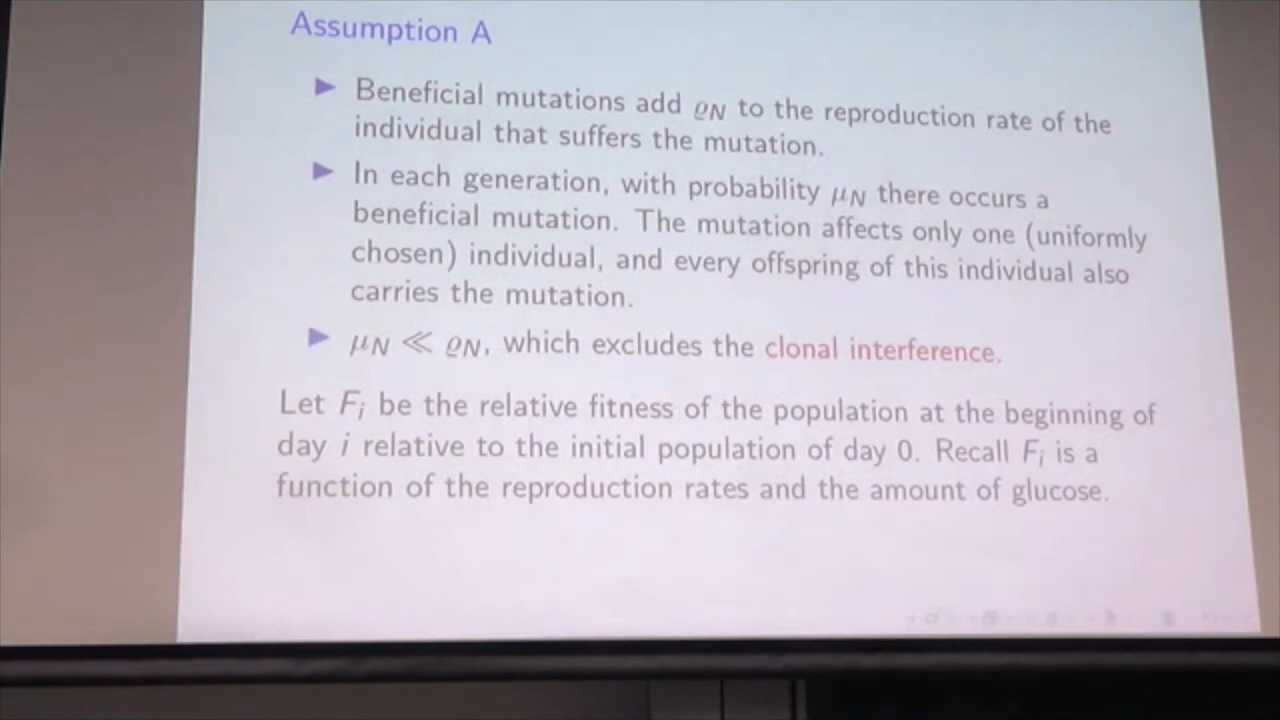 Assumption A
▶ Beneficial mutations add ϱN to the reproduction rate of the
individual that suffers the mutation.
▶ In each generation, with probability μN there occurs a
beneficial mutation. The mutation affects only one (uniformly
chosen) individual, and every offspring of this individual also
carries the mutation.
▶ μN ≪ ϱN, which excludes the clonal interference.
Let Fi be the relative fitness of the population at the beginning of
day i relative to the initial population of day 0. Recall Fi is a
function of the reproduction rates and the amount of glucose.